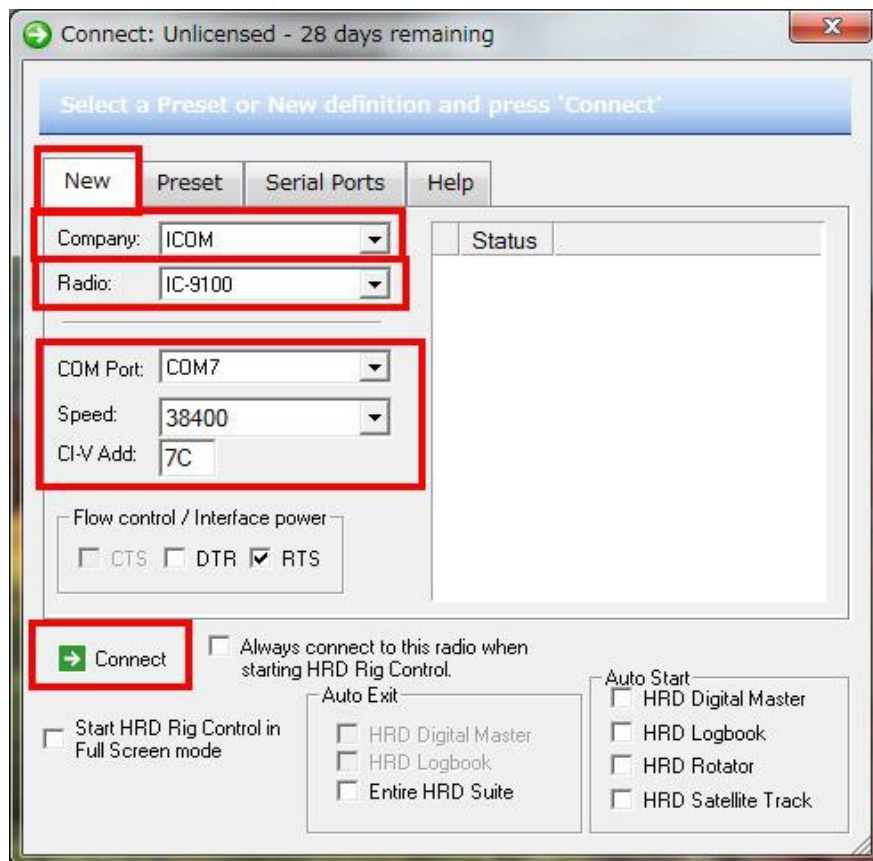 Connect: Unlicensed - 28 days remaining
Select a Preset or New definition and press 'Connect'
New Preset Serial Ports Help
Company: ICOM
Status
Radio: IC-9100
COM Port: COM7
Speed: 38400
CI-V Add: 7C
Flow control / Interface power
CTS DTR RTS
Connect
Always connect to this radio when
starting HRD Rig Control.
Start HRD Rig Control in
Full Screen mode
Auto Exit
HRD Digital Master
HRD Logbook
Entire HRD Suite
Auto Start
HRD Digital Master
HRD Logbook
HRD Rotator
HRD Satellite Track